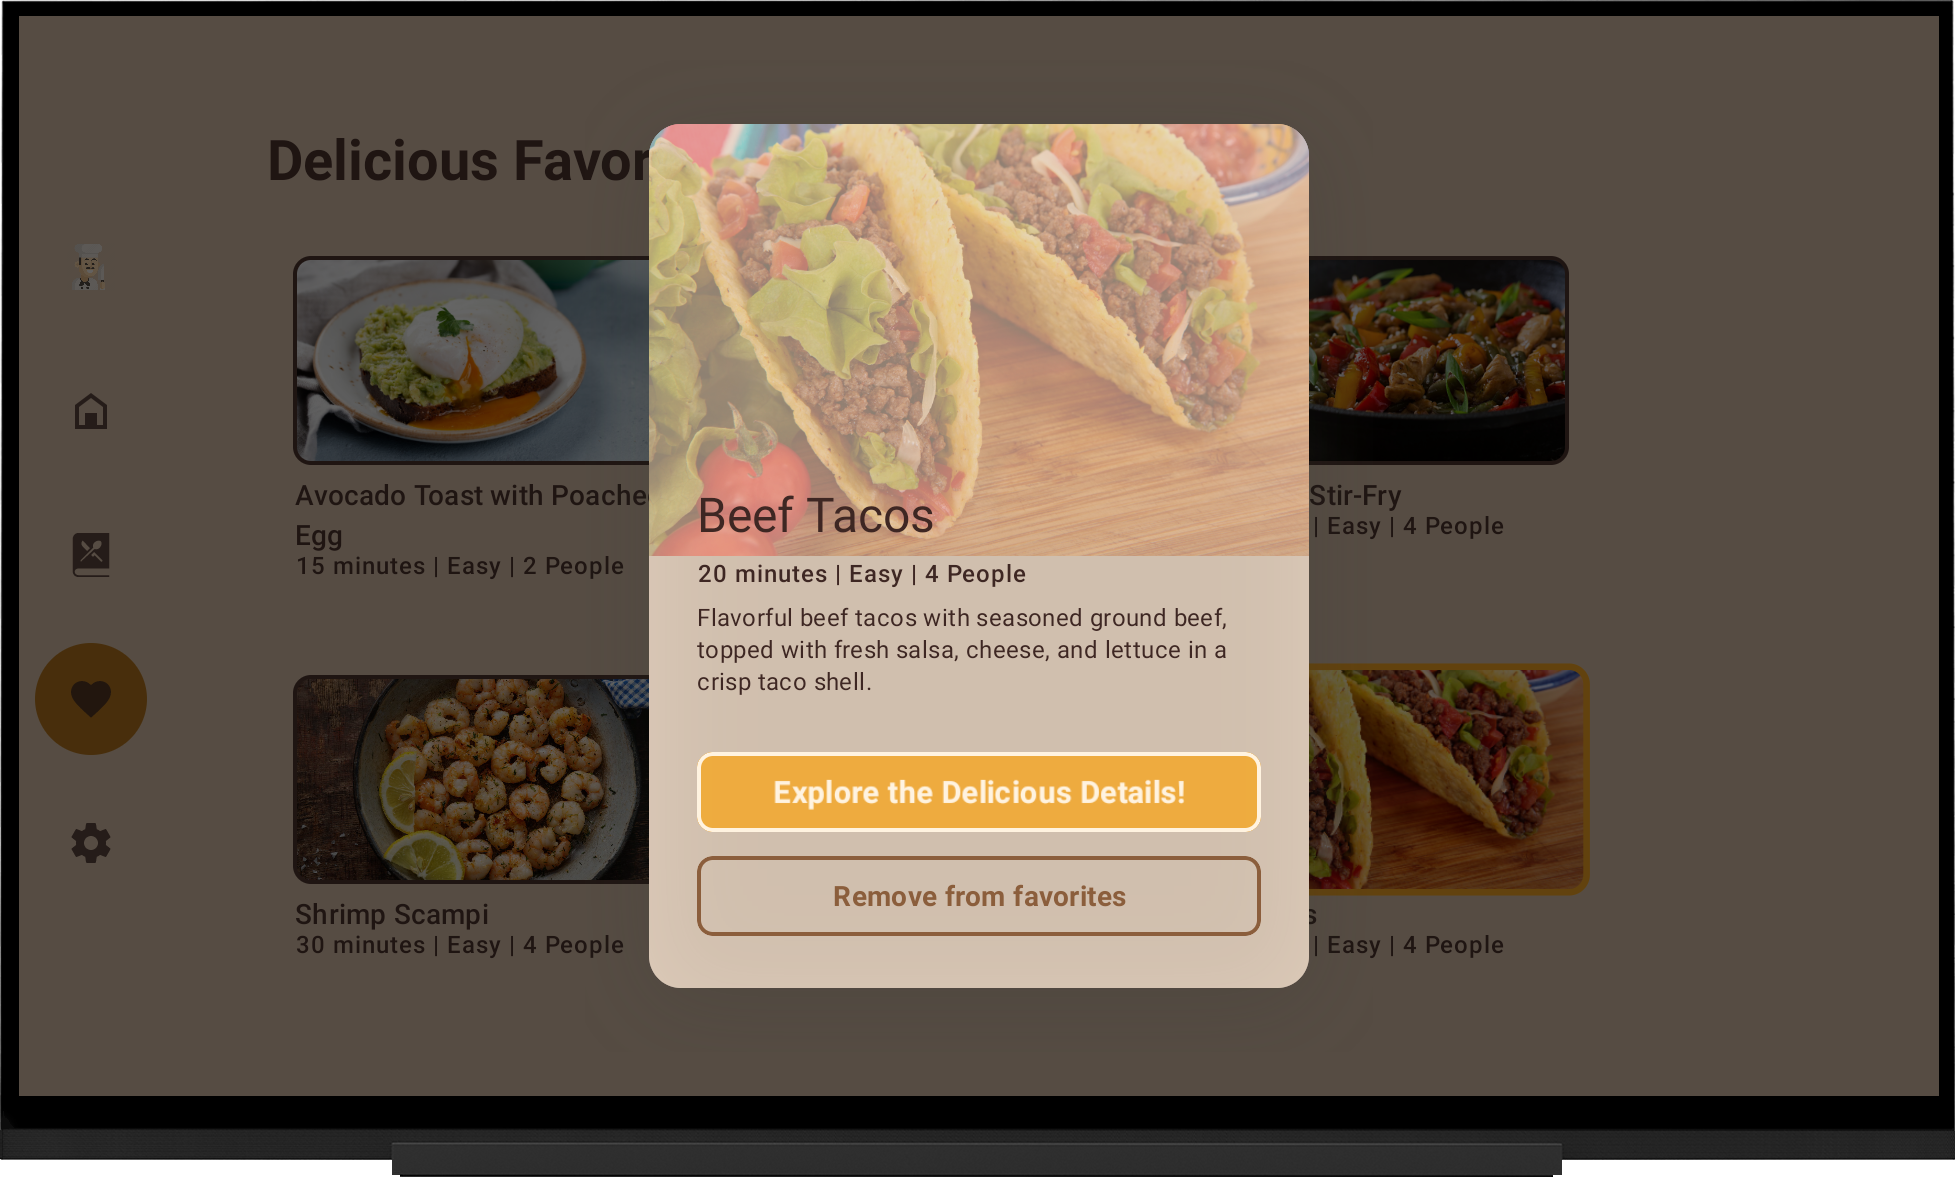 Delicious Favor
Avocado Toast with Poache
Egg
15 minutes | Easy | 2 People
Stir-Fry
| Easy | 4 People
Beef Tacos
20 minutes | Easy | 4 People
Flavorful beef tacos with seasoned ground beef,
topped with fresh salsa, cheese, and lettuce in a
crisp taco shell.
Explore the Delicious Details!
Remove from favorites
Shrimp Scampi
30 minutes | Easy | 4 People
s
| Easy | 4 People